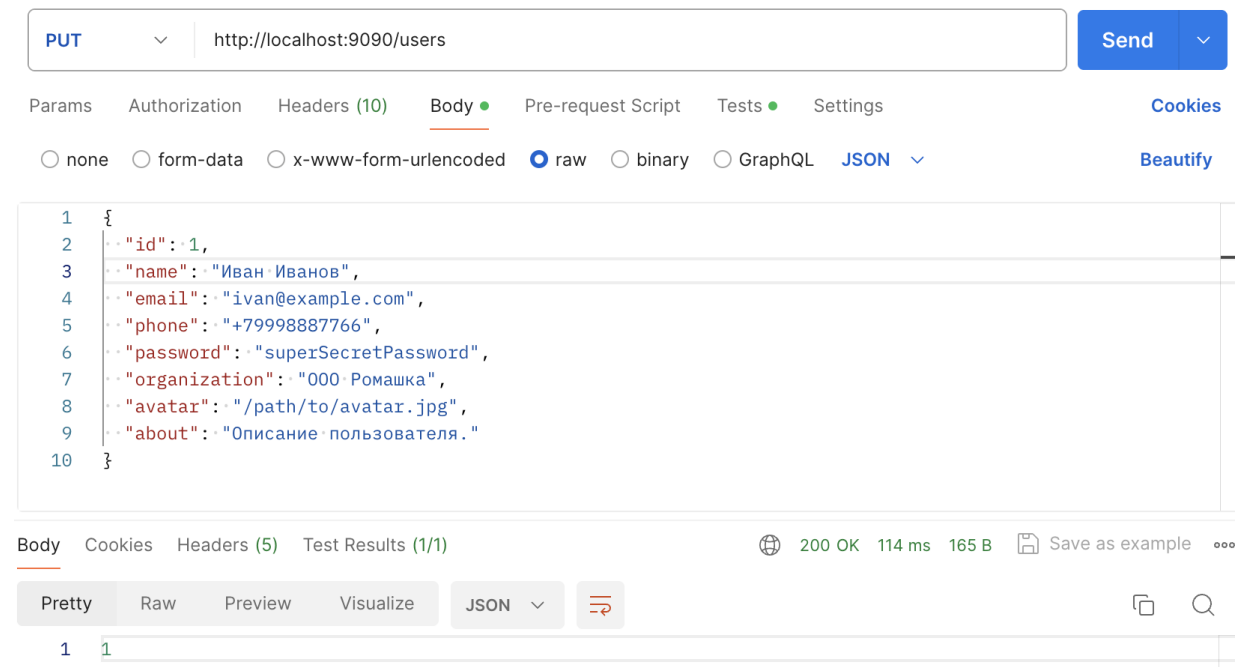 PUT http://localhost:9090/users Send
Params Authorization Headers (10) Body Pre-request Script Tests Settings Cookies
none form-data x-www-form-urlencoded raw binary GraphQL JSON Beautify
1 {
2 "id": 1,
3 "name": "Иван Иванов",
4 "email": "ivan@example.com",
5 "phone": "+79998887766",
6 "password": "superSecretPassword",
7 "organization": "ООО Ромашка",
8 "avatar": "/path/to/avatar.jpg",
9 "about": "Описание пользователя."
10 }
Body Cookies Headers (5) Test Results (1/1) 200 OK 114 ms 165 B Save as example
Pretty Raw Preview Visualize JSON
1 1